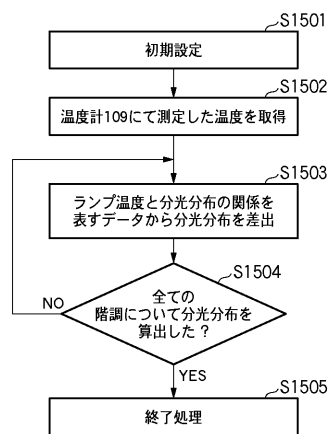 S1501
初期設定
S1502
温度計109にて測定した温度を取得
S1503
ランプ温度と分光分布の関係を
表すデータから分光分布を差出
S1504
全ての
階調について分光分布を
算出した？
NO
YES
S1505
終了処理